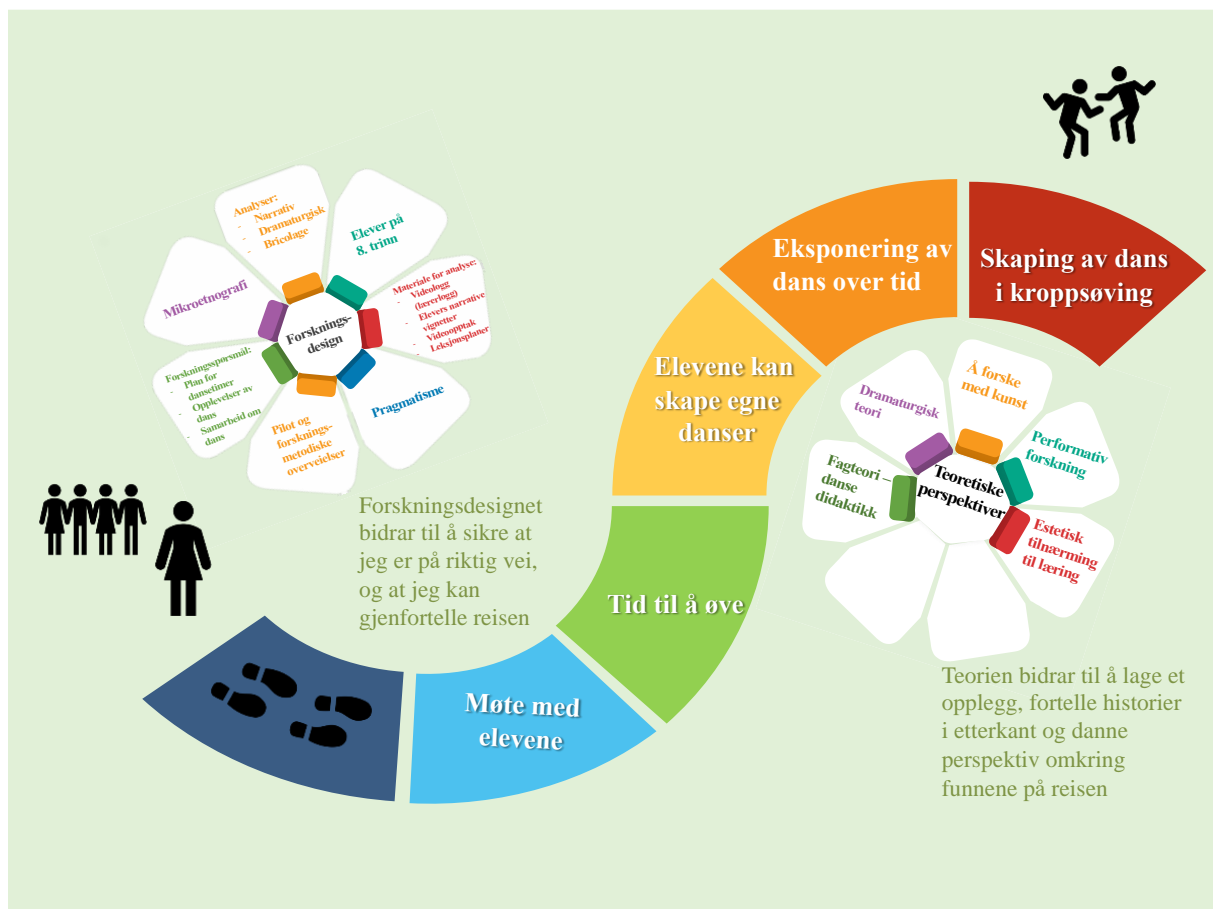 Analyser:
- Narrativ
- Dramaturgisk
- Bricolage
Elever på
8. trinn
Materiale for analyse:
- Videologg
(lærerlogg)
- Elevers narrative
vignetter
- Videoopptak
- Leksjonsplaner
Pragmatisme
Pilot og
forsknings-
metodiske
overveielser
Forskningsspørsmål:
- Plan for
dansetimer
- Opplevelser av
dans
- Samarbeid om
dans
Mikroetnografi
Forsknings-
design
Forskningsdesignet
bidrar til å sikre at
jeg er på riktig vei,
og at jeg kan
gjenfortelle reisen
Møte med
elevene
Tid til å øve
Elevene kan
skape egne
danser
Eksponering av
dans over tid
Skaping av dans
i kroppsøving
Dramaturgisk
teori
Å forske
med kunst
Performativ
forskning
Estetisk
tilnærming
til læring
Fagteori –
danse
didaktikk
Teoretiske
perspektiver
Teorien bidrar til å lage et
opplegg, fortelle historier
i etterkant og danne
perspektiv omkring
funnene på reisen